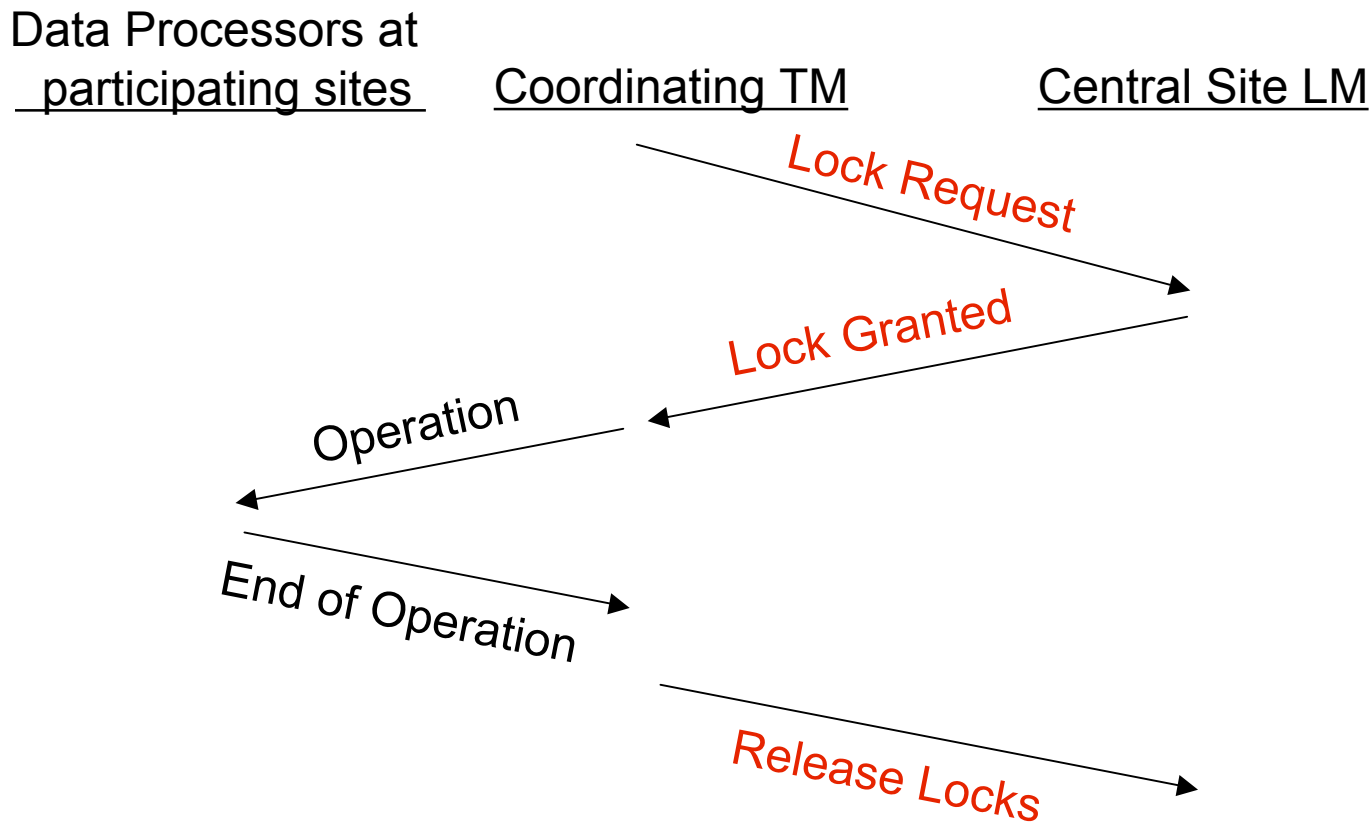 Data Processors at
participating sites
Coordinating TM
Central Site LM
Lock Request
Lock Granted
Operation
End of Operation
Release Locks